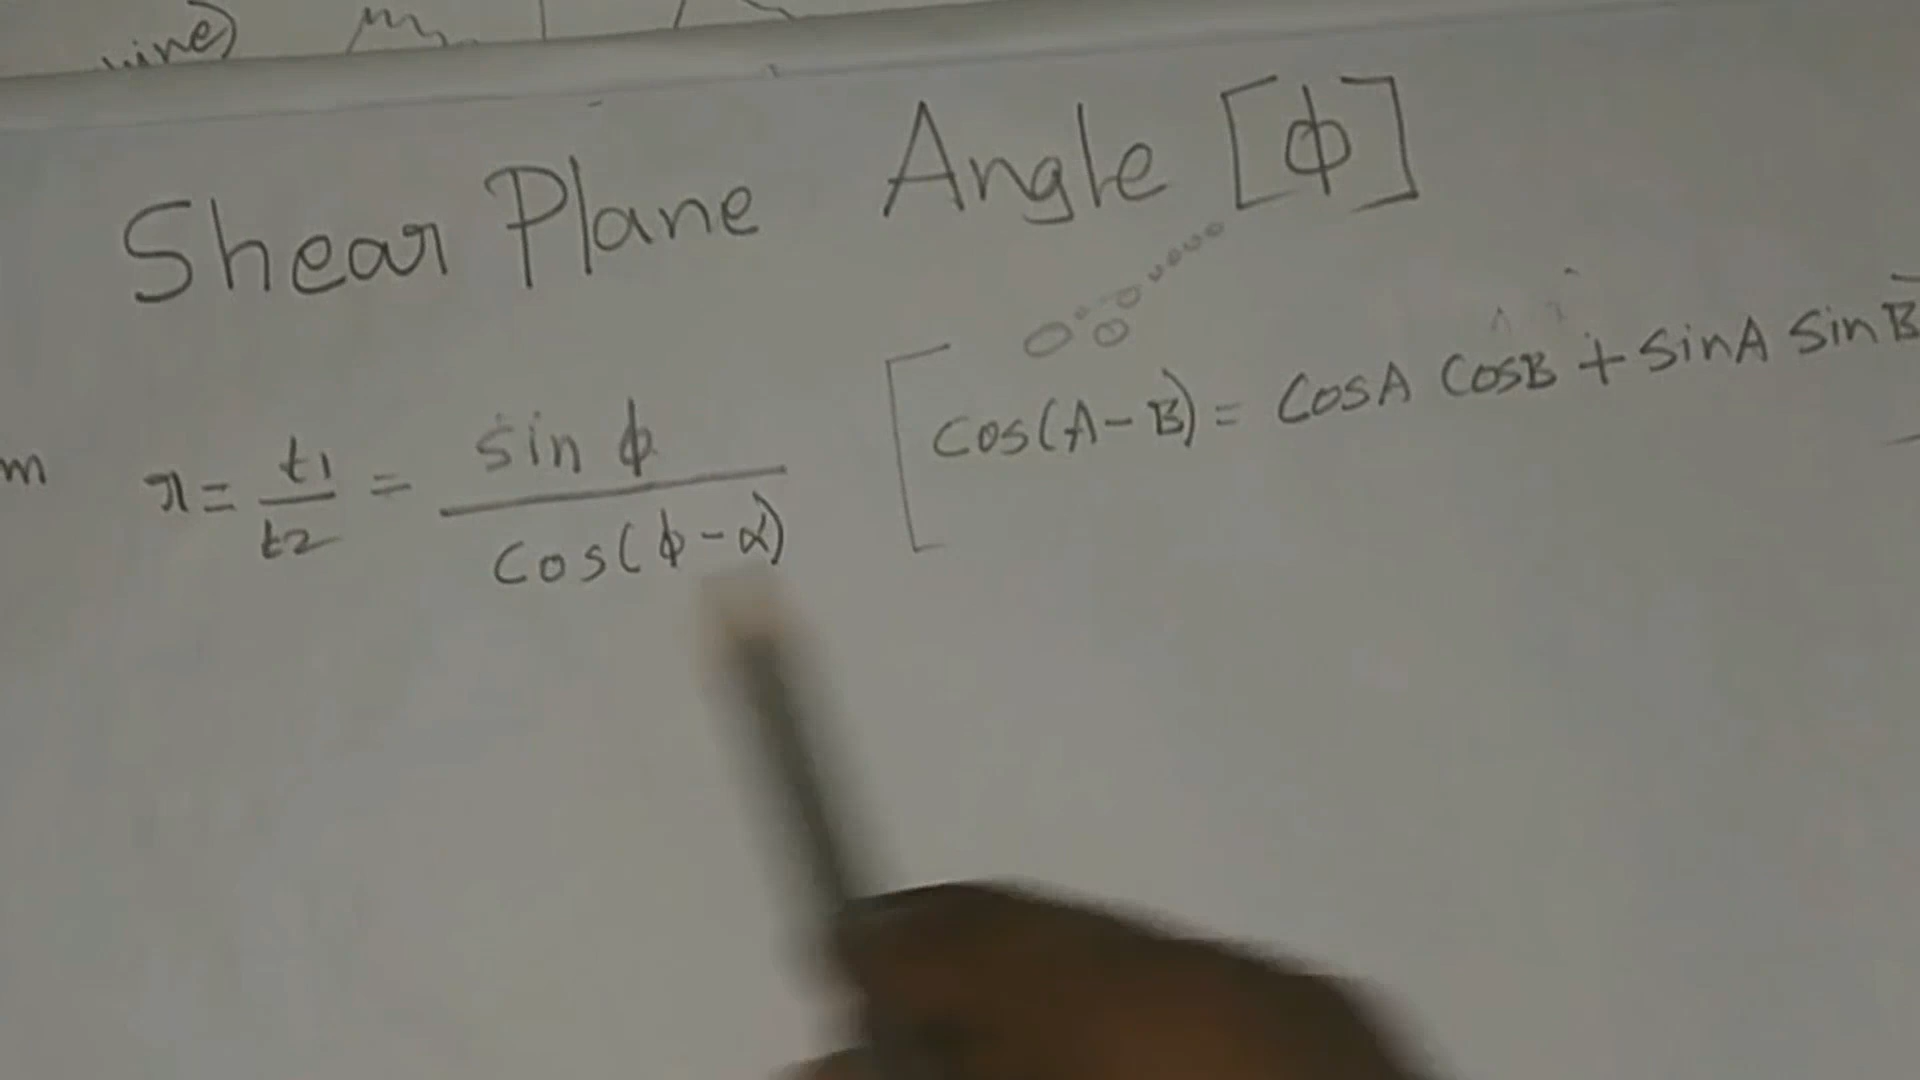 Shear Plane Angle [ϕ]
r = t1/t2 = sin ϕ / cos(ϕ-α) [cos(A-B) = cosA cosB + sinA sinB